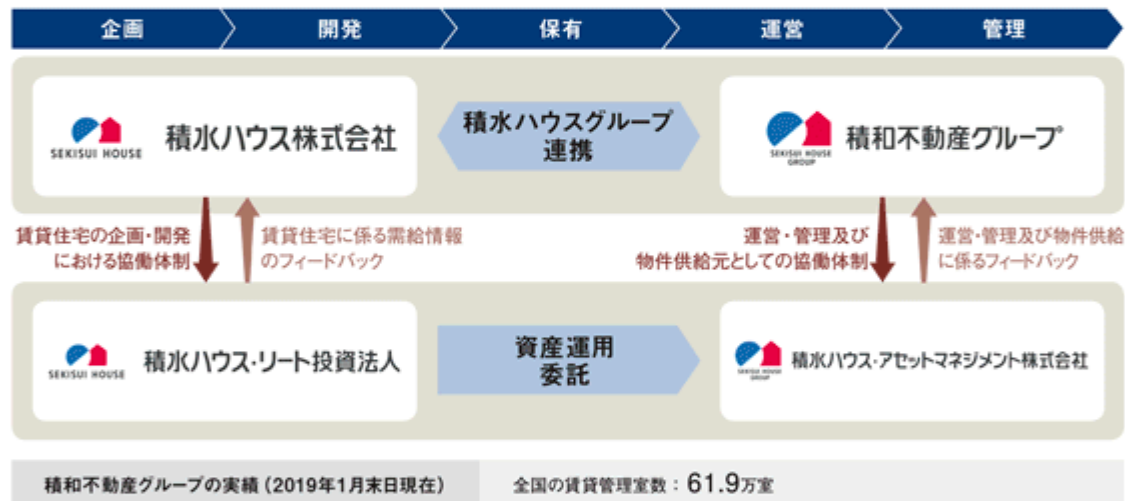 企画 開発 保有 運営 管理
SEKISUI HOUSE
積水ハウス株式会社
積水ハウスグループ
連携
SEKISUI HOUSE
GROUP
積和不動産グループ
賃貸住宅の企画・開発
における協働体制
賃貸住宅に係る需給情報
のフィードバック
運営・管理及び
物件供給元としての協働体制
運営・管理及び物件供給
に係るフィードバック
SEKISUI HOUSE
積水ハウス・リート投資法人
資産運用
委託
SEKISUI HOUSE
GROUP
積水ハウス・アセットマネジメント株式会社
積和不動産グループの実績（2019年1月末日現在） 全国の賃貸管理室数：61.9万室